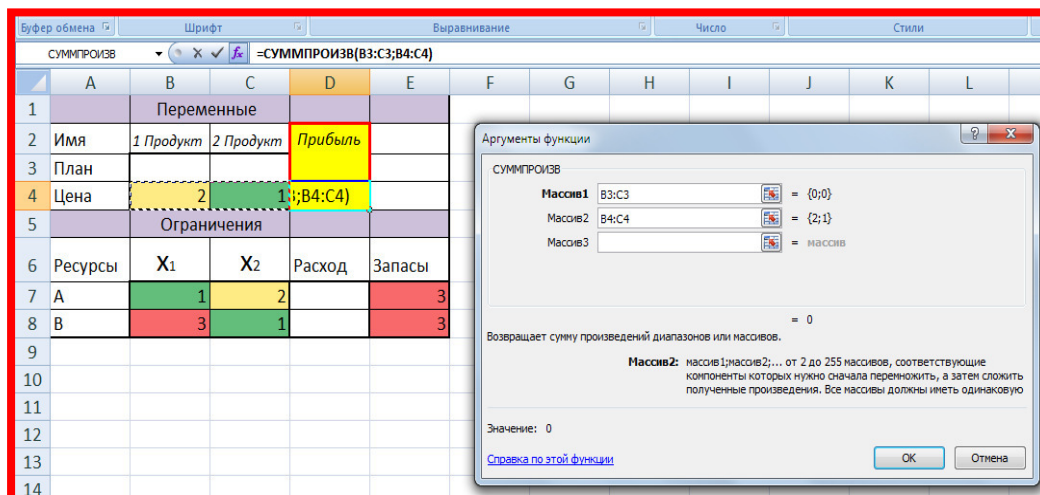 Буфер обмена Шрифт Выравнивание Число Стили
СУММПРОИЗВ =СУММПРОИЗВ(B3:C3;B4:C4)
A B C D E F G H I J K L
1 Переменные
2 Имя 1 Продукт 2 Продукт Прибыль
3 План
4 Цена 2 1 ;B4:C4)
5 Ограничения
6 Ресурсы X1 X2 Расход Запасы
7 A 1 2 3
8 B 3 1 3
9
10
11
12
13
14
Аргументы функции
СУММПРОИЗВ
Массив1 B3:C3 = {0;0}
Массив2 B4:C4 = {2;1}
Массив3 = массив
= 0
Возвращает сумму произведений диапазонов или массивов.
Массив2: массив1;массив2;... от 2 до 255 массивов, соответствующие
компоненты которых нужно сначала перемножить, а затем сложить
полученные произведения. Все массивы должны иметь одинаковую
Значение: 0
Справка по этой функции OK Отмена